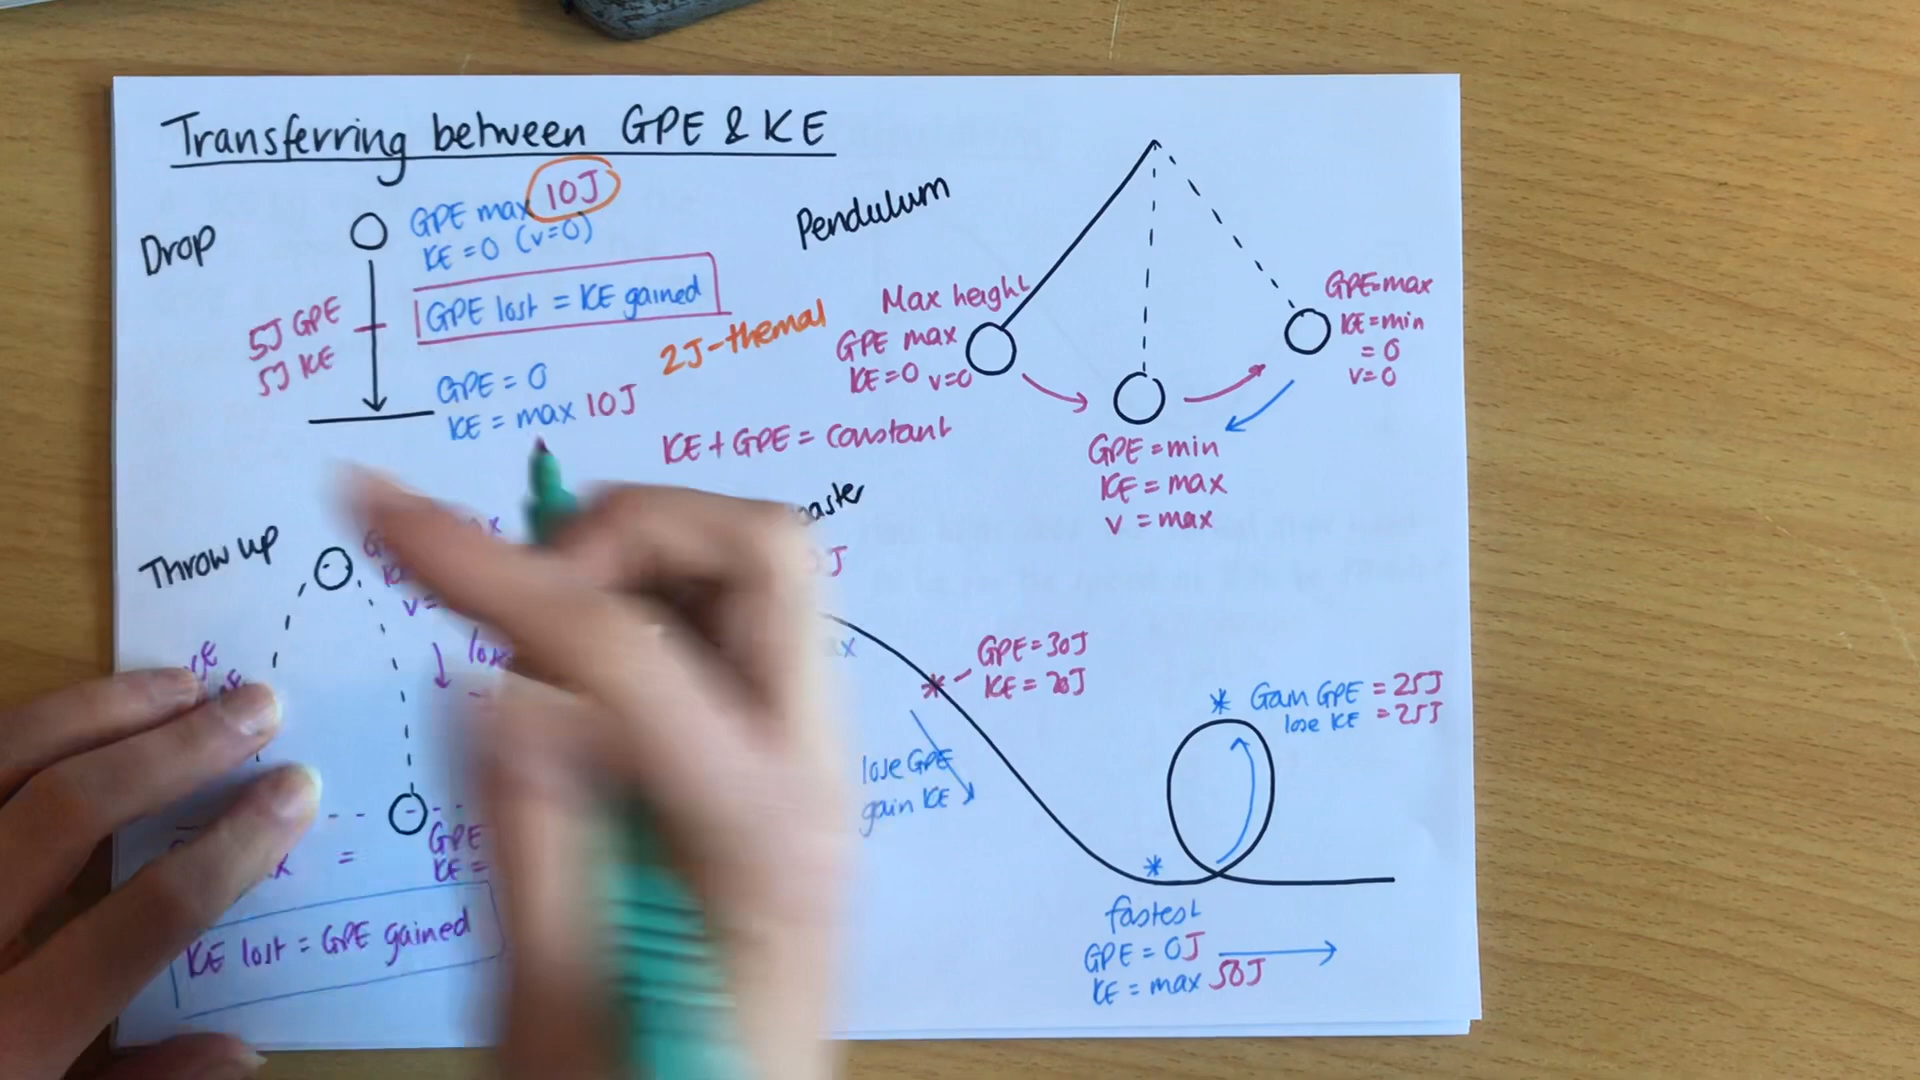 Transferring between GPE & KE
Drop
GPE max 10J
KE = 0 (v=0)
GPE lost = KE gained
5J GPE
5J KE
2J-themal
GPE = 0
KE = max 10J
KE + GPE = constant
Pendulum
Max height
GPE max
KE=0 v=0
GPE=max
KE=min
= 0
v=0
GPE = min
KE = max
v = max
Throw up
=
GPE
KE =
KE lost = GPE gained
GPE = 30J
KE = 20J
lose GPE
gain KE
* Gain GPE = 25J
lose KE = 25J
*
fastest
GPE = 0J
KE = max 50J